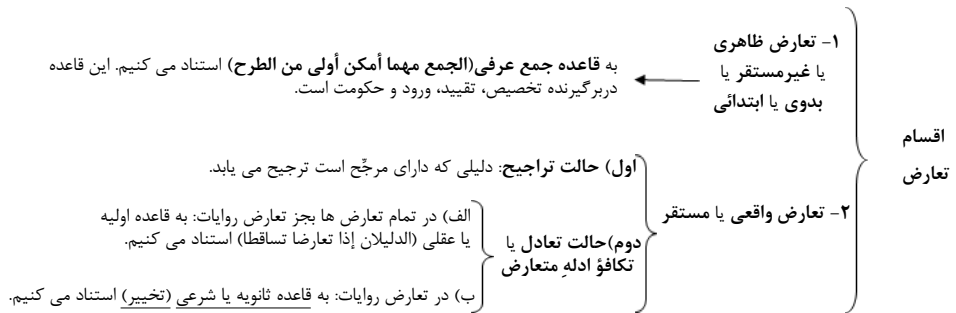 اقسام
تعارض
۱- تعارض ظاهری
یا غیرمستقر یا
بدوی یا ابتدائی
به قاعده جمع عرفی(الجمع مهما أمکن أولی من الطرح) استناد می کنیم. این قاعده
دربرگیرنده تخصیص، تقیید، ورود و حکومت است.
۲- تعارض واقعی یا مستقر
اول) حالت تراجیح: دلیلی که دارای مرجّح است ترجیح می یابد.
دوم)حالت تعادل یا
تکافؤ ادلهِ متعارض
الف) در تمام تعارض ها بجز تعارض روایات: به قاعده اولیه
یا عقلی (الدلیلان إذا تعارضا تساقطا) استناد می کنیم.
ب) در تعارض روایات: به قاعده ثانویه یا شرعی (تخییر) استناد می کنیم.